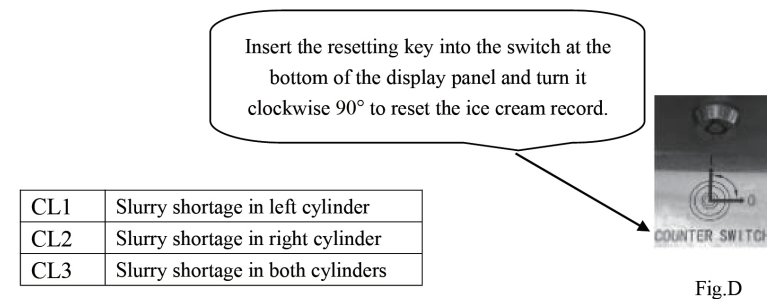 Insert the resetting key into the switch at the
bottom of the display panel and turn it
clockwise 90° to reset the ice cream record.
CL1 Slurry shortage in left cylinder
CL2 Slurry shortage in right cylinder
CL3 Slurry shortage in both cylinders
I
0
COUNTER SWITCH
Fig.D